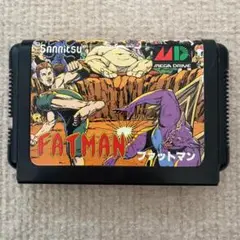 Sanritsu
MD
MEGA DRIVE
FATMAN
ファットマン